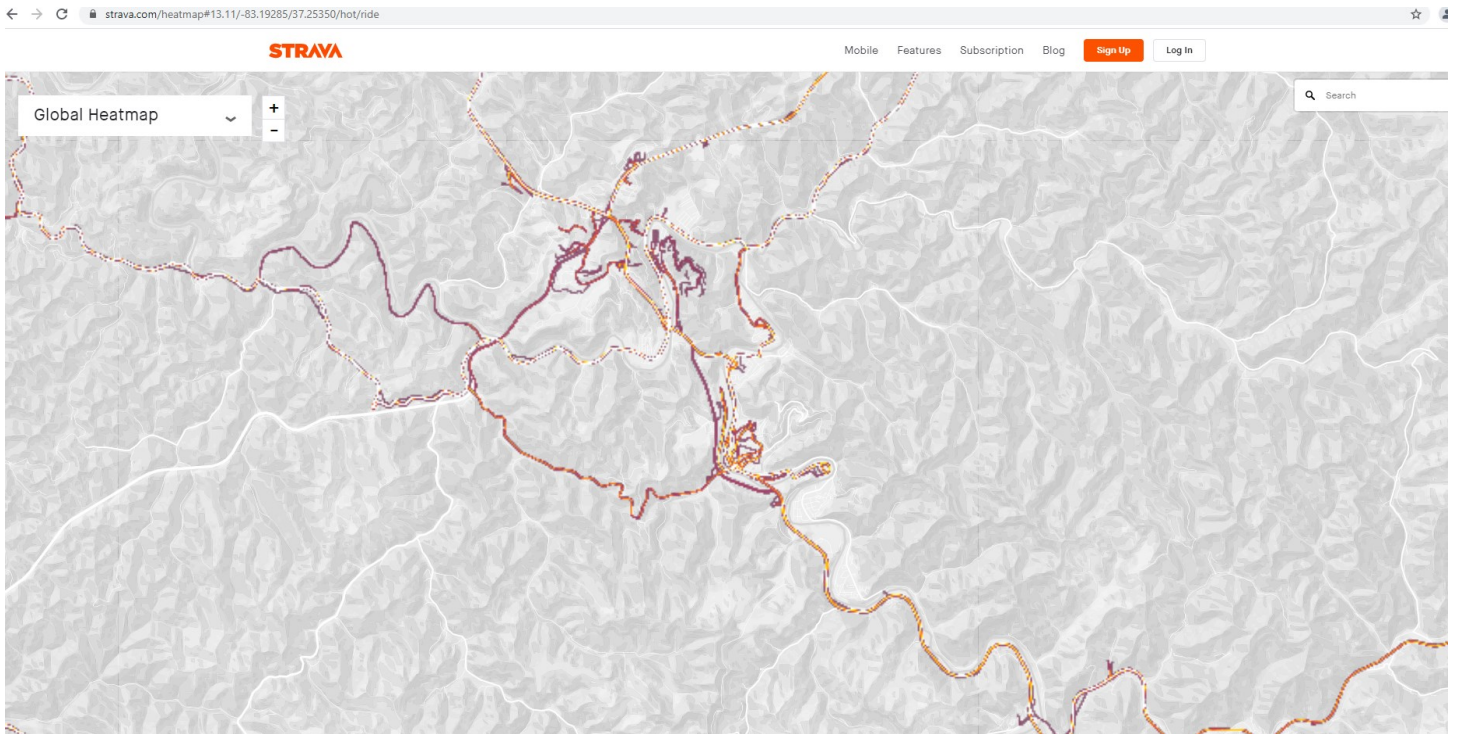 strava.com/heatmap#13.11/-83.19285/37.25350/hot/ride
STRAVA
Mobile Features Subscription Blog Sign Up Log In
Global Heatmap
+
-
Search